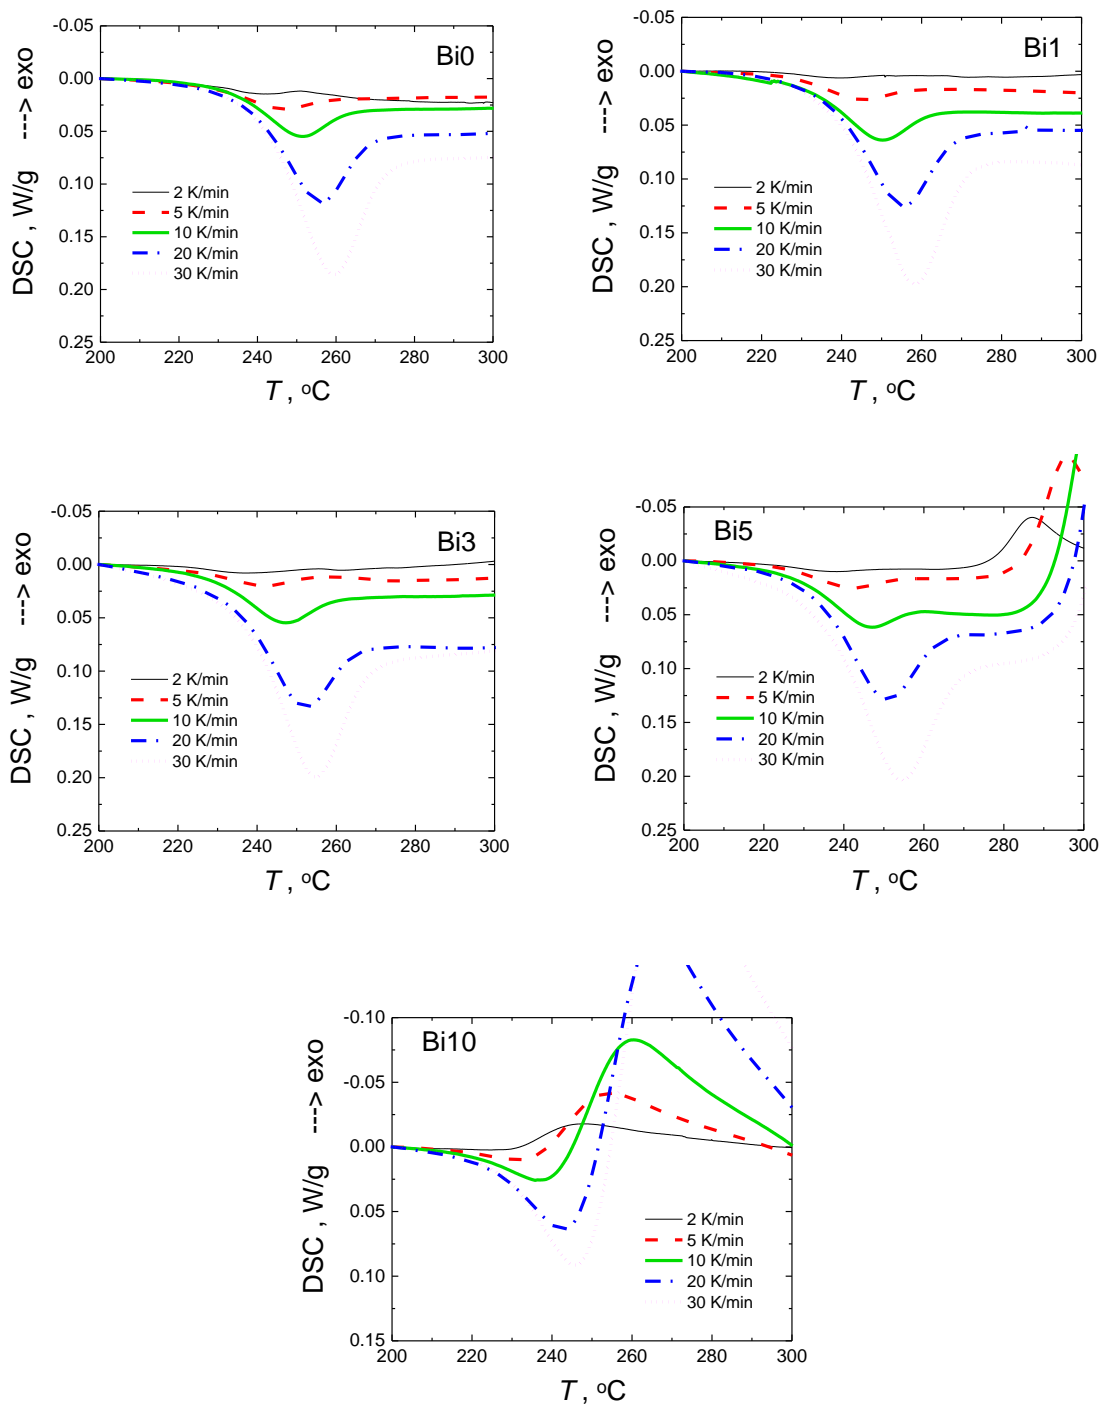 Bi0
-0.05
0.00
0.05
0.10
0.15
0.20
0.25
DSC , W/g ---> exo
2 K/min
5 K/min
10 K/min
20 K/min
30 K/min
200 220 240 260 280 300
T , °C
Bi1
-0.05
0.00
0.05
0.10
0.15
0.20
0.25
DSC , W/g ---> exo
2 K/min
5 K/min
10 K/min
20 K/min
30 K/min
200 220 240 260 280 300
T , °C
Bi3
-0.05
0.00
0.05
0.10
0.15
0.20
0.25
DSC , W/g ---> exo
2 K/min
5 K/min
10 K/min
20 K/min
30 K/min
200 220 240 260 280 300
T , °C
Bi5
-0.05
0.00
0.05
0.10
0.15
0.20
0.25
DSC , W/g ---> exo
2 K/min
5 K/min
10 K/min
20 K/min
30 K/min
200 220 240 260 280 300
T , °C
Bi10
-0.10
-0.05
0.00
0.05
0.10
0.15
DSC , W/g ---> exo
2 K/min
5 K/min
10 K/min
20 K/min
30 K/min
200 220 240 260 280 300
T , °C